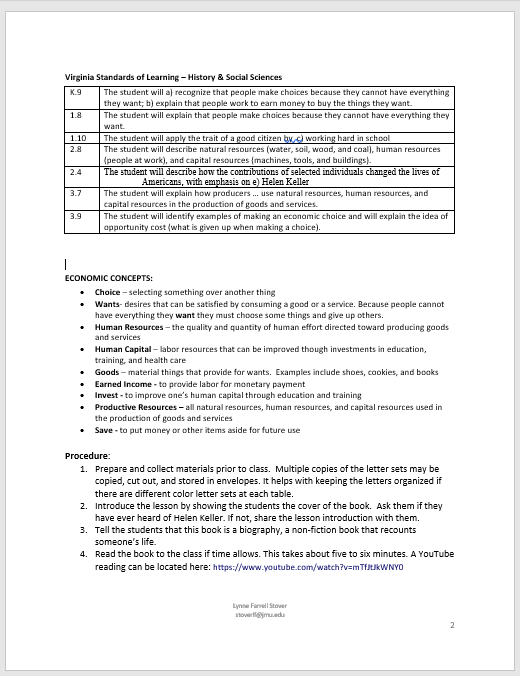 Virginia Standards of Learning – History & Social Sciences
K.9 The student will a) recognize that people make choices because they cannot have everything
they want; b) explain that people work to earn money to buy the things they want.
1.8 The student will explain that people make choices because they cannot have everything they
want.
1.10 The student will apply the trait of a good citizen by c) working hard in school
2.8 The student will describe natural resources (water, soil, wood, and coal), human resources
(people at work), and capital resources (machines, tools, and buildings).
2.4 The student will describe how the contributions of selected individuals changed the lives of
Americans, with emphasis on e) Helen Keller
3.7 The student will explain how producers … use natural resources, human resources, and
capital resources in the production of goods and services.
3.9 The student will identify examples of making an economic choice and will explain the idea of
opportunity cost (what is given up when making a choice).
ECONOMIC CONCEPTS:
• Choice – selecting something over another thing
• Wants- desires that can be satisfied by consuming a good or a service. Because people cannot
have everything they want they must choose some things and give up others.
• Human Resources – the quality and quantity of human effort directed toward producing goods
and services
• Human Capital – labor resources that can be improved though investments in education,
training, and health care
• Goods – material things that provide for wants. Examples include shoes, cookies, and books
• Earned Income - to provide labor for monetary payment
• Invest - to improve one's human capital through education and training
• Productive Resources – all natural resources, human resources, and capital resources used in
the production of goods and services
• Save - to put money or other items aside for future use
Procedure:
1. Prepare and collect materials prior to class. Multiple copies of the letter sets may be
copied, cut out, and stored in envelopes. It helps with keeping the letters organized if
there are different color letter sets at each table.
2. Introduce the lesson by showing the students the cover of the book. Ask them if they
have ever heard of Helen Keller. If not, share the lesson introduction with them.
3. Tell the students that this book is a biography, a non-fiction book that recounts
someone's life.
4. Read the book to the class if time allows. This takes about five to six minutes. A YouTube
reading can be located here: https://www.youtube.com/watch?v=mTfJtJkWNY0
Lynne Farrell Stover
stoverfl@jmu.edu
2